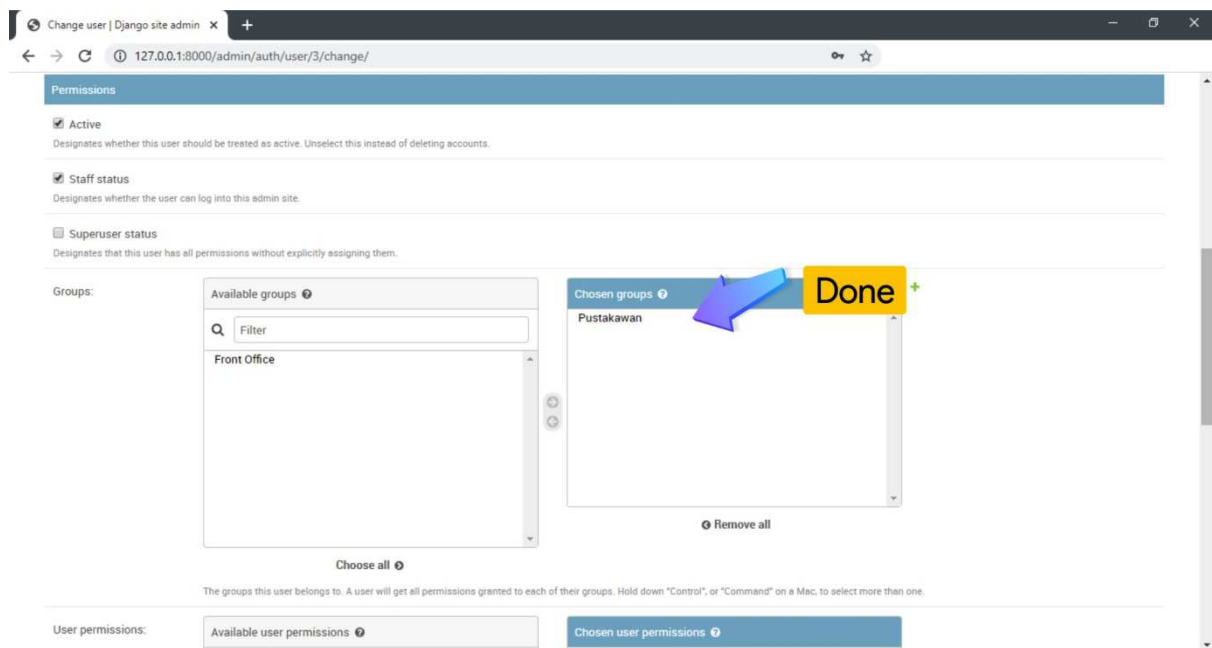 Change user | Django site admin
127.0.0.1:8000/admin/auth/user/3/change/
Permissions
Active
Designates whether this user should be treated as active. Unselect this instead of deleting accounts.
Staff status
Designates whether the user can log into this admin site.
Superuser status
Designates that this user has all permissions without explicitly assigning them.
Groups:
Available groups
Filter
Front Office
Choose all
Chosen groups
Done
Pustakawan
Remove all
The groups this user belongs to. A user will get all permissions granted to each of their groups. Hold down "Control", or "Command" on a Mac, to select more than one.
User permissions:
Available user permissions
Chosen user permissions